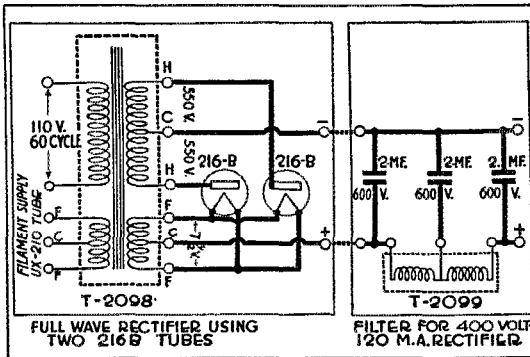 H
550 V.
C
550 V.
H
110 V.
60 CYCLE
216-B
216-B
FILAMENT SUPPLY
UX-210 TUBE
F
C
F
F
C
F
T-2098
FULL WAVE RECTIFIER USING
TWO 216B TUBES
−
+
−
+
2-MF.
600 V.
2-MF.
600 V.
2-MF.
600 V.
T-2099
FILTER FOR 400 VOLT
120 M.A. RECTIFIER